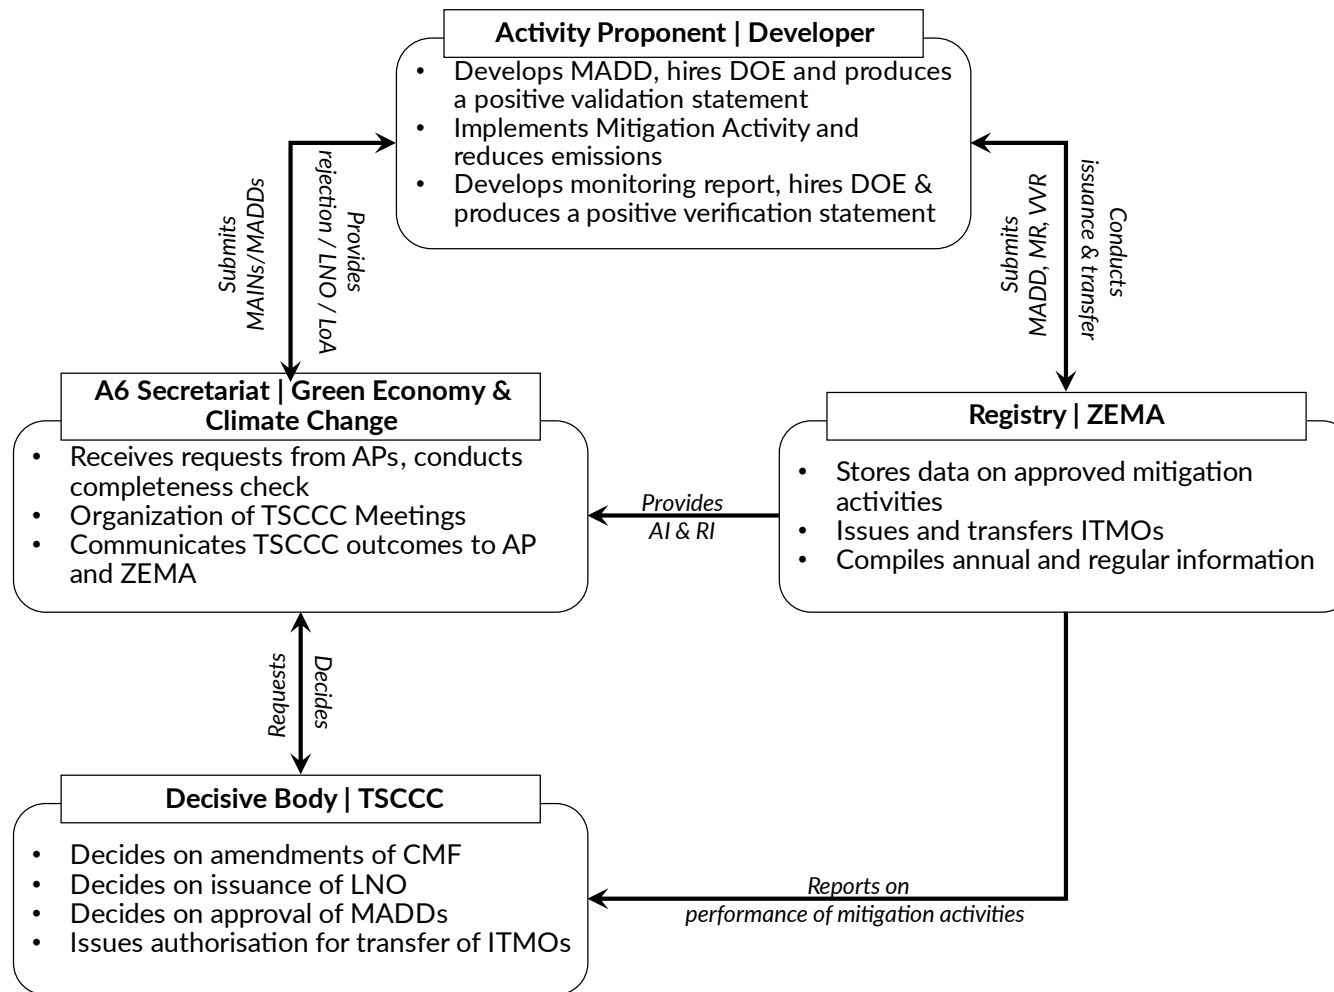 Activity Proponent | Developer
• Develops MADD, hires DOE and produces
a positive validation statement
• Implements Mitigation Activity and
reduces emissions
• Develops monitoring report, hires DOE &
produces a positive verification statement
Submits
MAINs/MADDs
Provides
rejection / LNO / LoA
Submits
MADD, MR, VVR
Conducts
issuance & transfer
A6 Secretariat | Green Economy &
Climate Change
• Receives requests from APs, conducts
completeness check
• Organization of TSCCC Meetings
• Communicates TSCCC outcomes to AP
and ZEMA
Provides
AI & RI
Registry | ZEMA
• Stores data on approved mitigation
activities
• Issues and transfers ITMOs
• Compiles annual and regular information
Requests
Decides
Decisive Body | TSCCC
• Decides on amendments of CMF
• Decides on issuance of LNO
• Decides on approval of MADDs
• Issues authorisation for transfer of ITMOs
Reports on
performance of mitigation activities